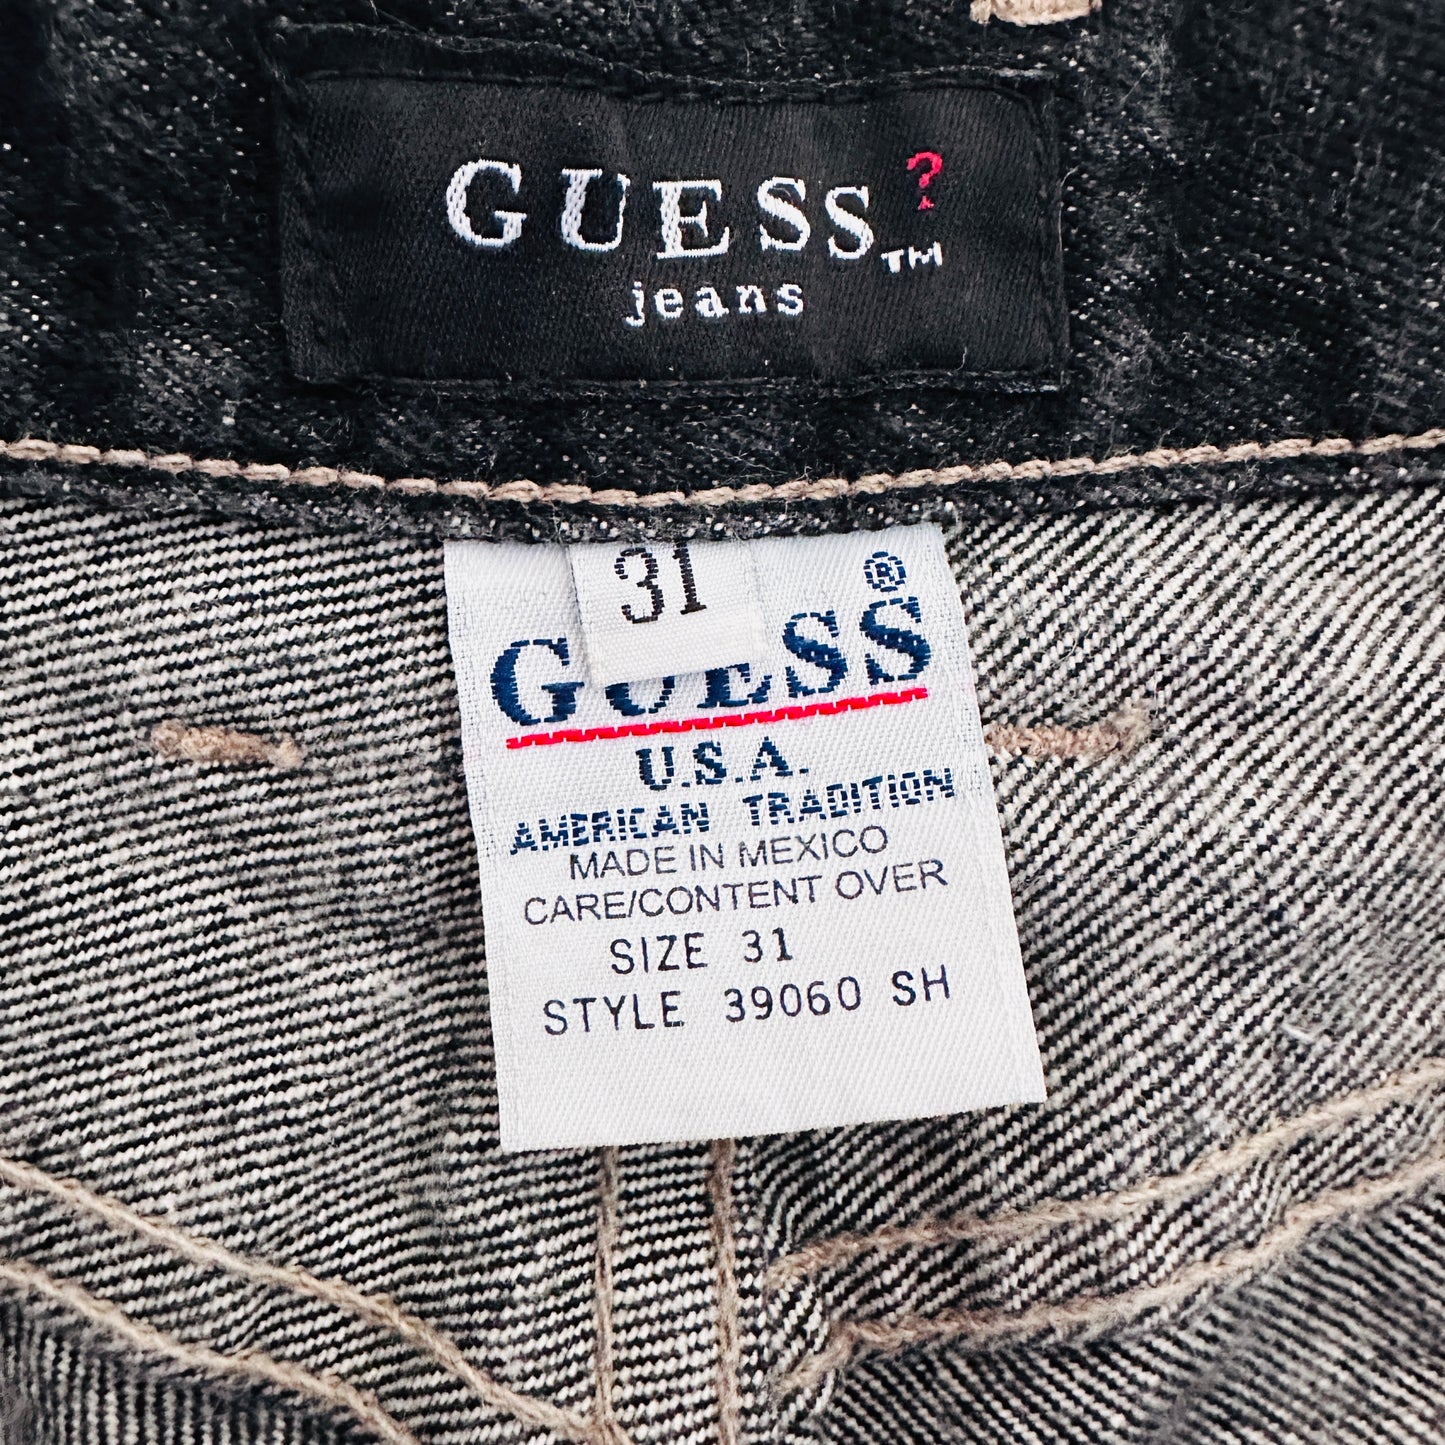 GUESS?™
jeans
31
GUESS®
U.S.A.
AMERICAN TRADITION
MADE IN MEXICO
CARE/CONTENT OVER
SIZE 31
STYLE 39060 SH